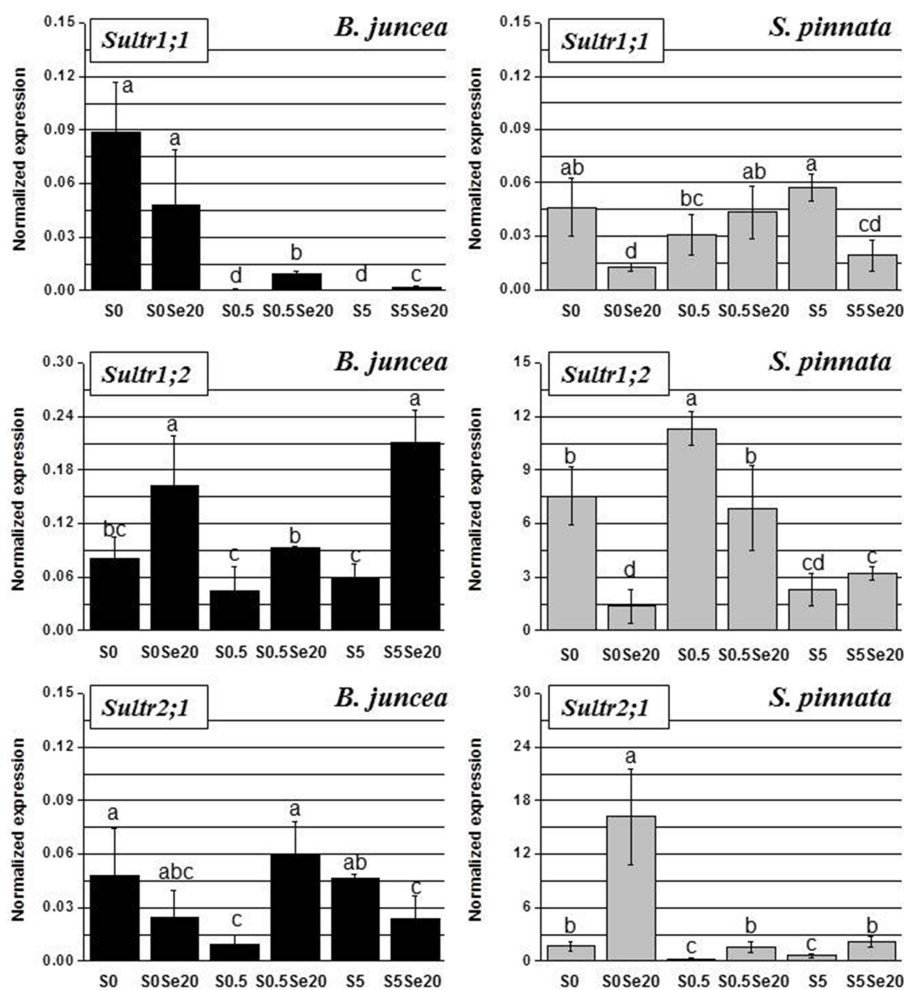 Sultr1;1
B. juncea
Normalized expression
0.15
0.12
0.09
0.06
0.03
0.00
a
a
d
b
d
c
S0 S0Se20 S0.5 S0.5Se20 S5 S5Se20
Sultr1;1
S. pinnata
Normalized expression
0.15
0.12
0.09
0.06
0.03
0.00
ab
d
bc
ab
a
cd
S0 S0Se20 S0.5 S0.5Se20 S5 S5Se20
Sultr1;2
B. juncea
Normalized expression
0.30
0.24
0.18
0.12
0.06
0.00
bc
a
c
b
c
a
S0 S0Se20 S0.5 S0.5Se20 S5 S5Se20
Sultr1;2
S. pinnata
Normalized expression
15
12
9
6
3
0
b
d
a
b
cd
c
S0 S0Se20 S0.5 S0.5Se20 S5 S5Se20
Sultr2;1
B. juncea
Normalized expression
0.15
0.12
0.09
0.06
0.03
0.00
a
abc
c
a
ab
c
S0 S0Se20 S0.5 S0.5Se20 S5 S5Se20
Sultr2;1
S. pinnata
Normalized expression
30
24
18
12
6
0
b
a
c
b
c
b
S0 S0Se20 S0.5 S0.5Se20 S5 S5Se20